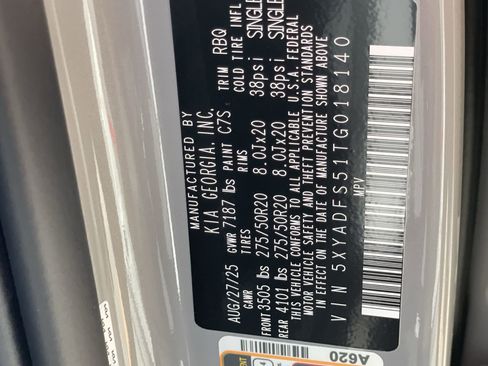 MANUFACTURED BY
KIA GEORGIA, INC.
AUG/27/25 PAINT C7S TRIM RBQ
GVWR 7187 lbs
GAWR RIMS COLD TIRE INFL
FRONT 3505 lbs 275/50R20 8.0Jx20 38psi SINGLE
REAR 4101 lbs 275/50R20 8.0Jx20 38psi SINGLE
THIS VEHICLE CONFORMS TO ALL APPLICABLE U.S.A. FEDERAL
MOTOR VEHICLE SAFETY AND THEFT PREVENTION STANDARDS
IN EFFECT ON THE DATE OF MANUFACTURE SHOWN ABOVE
VIN 5XYADFS51TG018140
MPV
A620